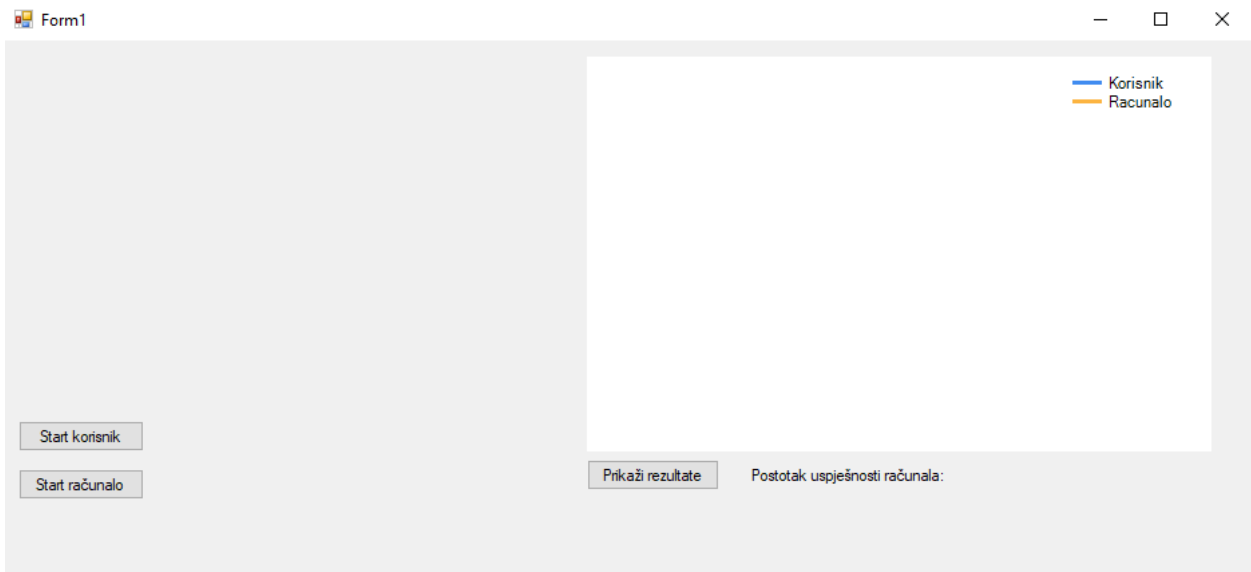 Form1
Korisnik
Racunalo
Start korisnik
Start računalo
Prikaži rezultate
Postotak uspješnosti računala: